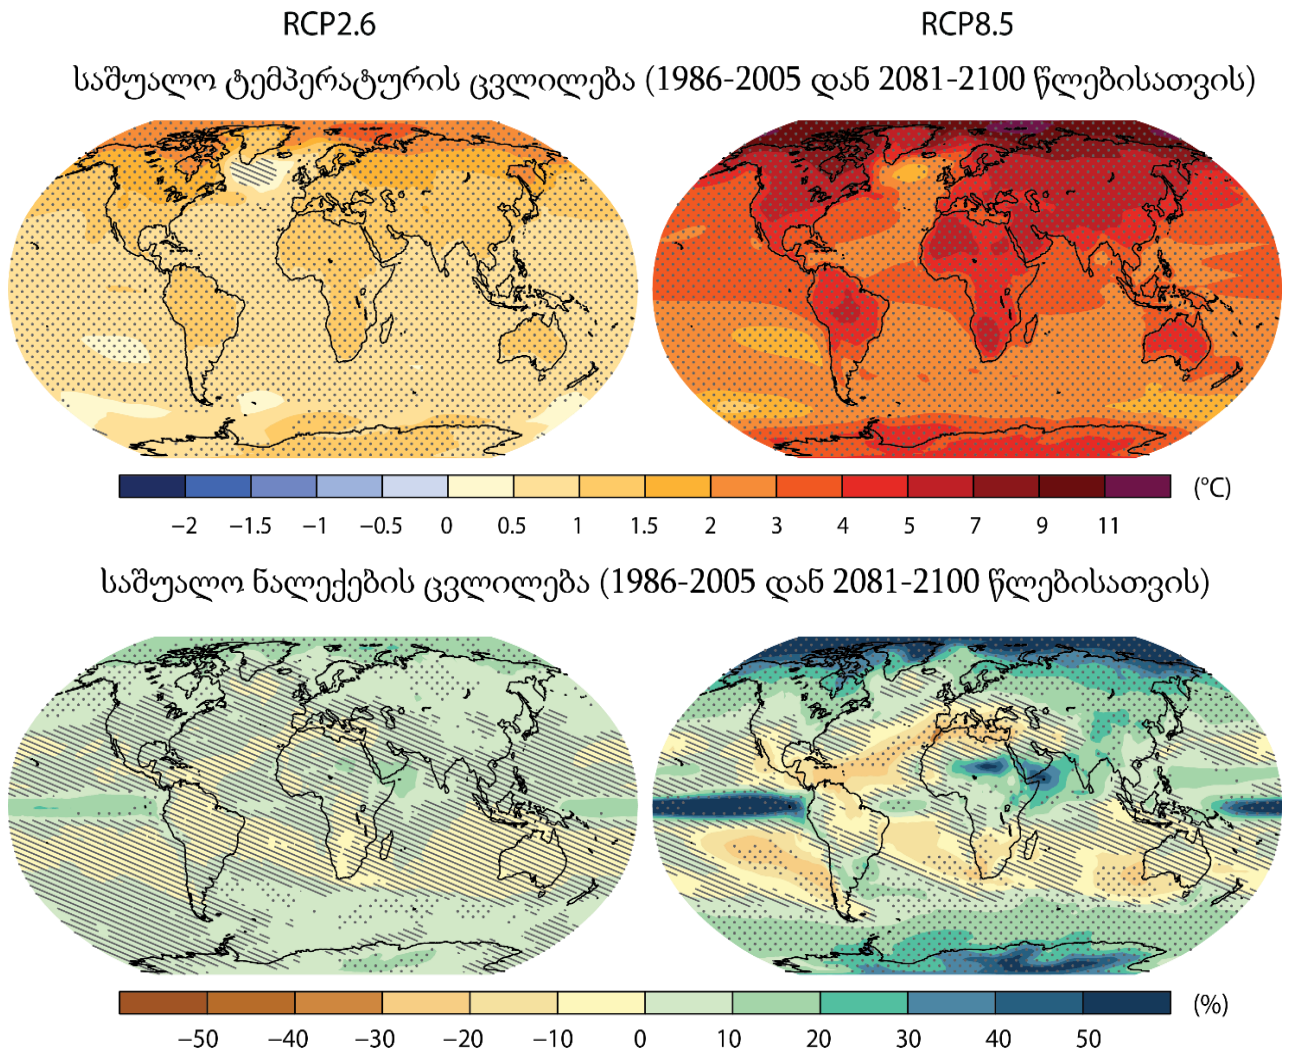 RCP2.6 RCP8.5
საშუალო ტემპერატურის ცვლილება (1986-2005 დან 2081-2100 წლებისათვის)
(°C)
−2 −1.5 −1 −0.5 0 0.5 1 1.5 2 3 4 5 7 9 11
საშუალო ნალექების ცვლილება (1986-2005 დან 2081-2100 წლებისათვის)
(%)
−50 −40 −30 −20 −10 0 10 20 30 40 50